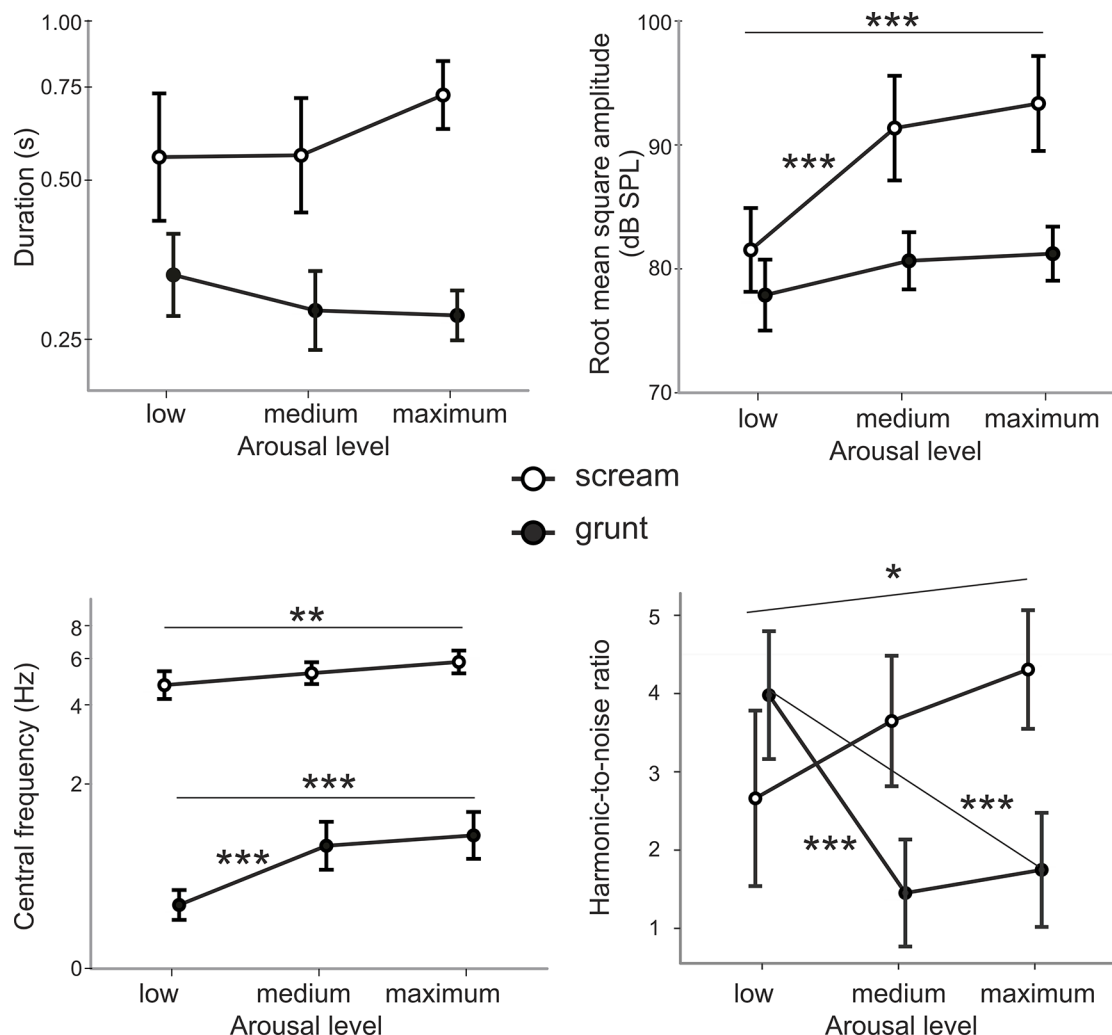 1.00
0.75
0.50
0.25
Duration (s)
low medium maximum
Arousal level
***
***
100
90
80
70
Root mean square amplitude
(dB SPL)
low medium maximum
Arousal level
scream
grunt
**
***
***
8
6
4
2
0
Central frequency (Hz)
low medium maximum
Arousal level
*
***
***
5
4
3
2
1
Harmonic-to-noise ratio
low medium maximum
Arousal level